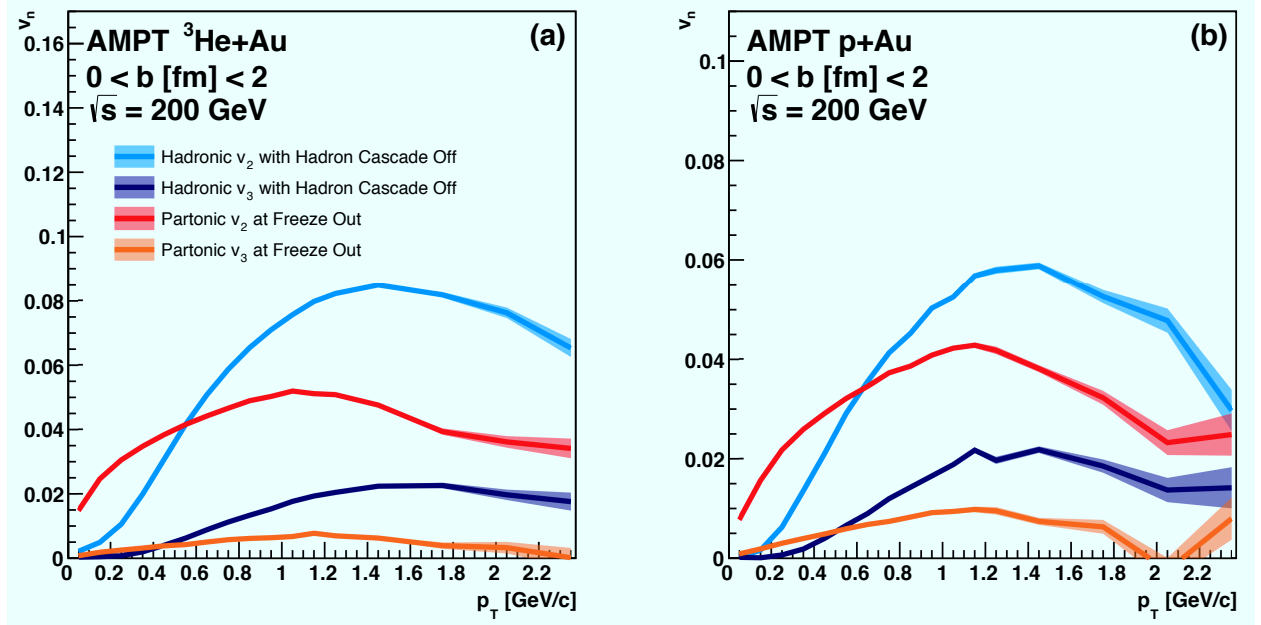 v_n
0.16
0.14
0.12
0.1
0.08
0.06
0.04
0.02
0
AMPT ³He+Au
(a)
0 < b [fm] < 2
√s = 200 GeV
Hadronic v_2 with Hadron Cascade Off
Hadronic v_3 with Hadron Cascade Off
Partonic v_2 at Freeze Out
Partonic v_3 at Freeze Out
0 0.2 0.4 0.6 0.8 1 1.2 1.4 1.6 1.8 2 2.2
p_T [GeV/c]
v_n
0.1
0.08
0.06
0.04
0.02
0
AMPT p+Au
(b)
0 < b [fm] < 2
√s = 200 GeV
0 0.2 0.4 0.6 0.8 1 1.2 1.4 1.6 1.8 2 2.2
p_T [GeV/c]